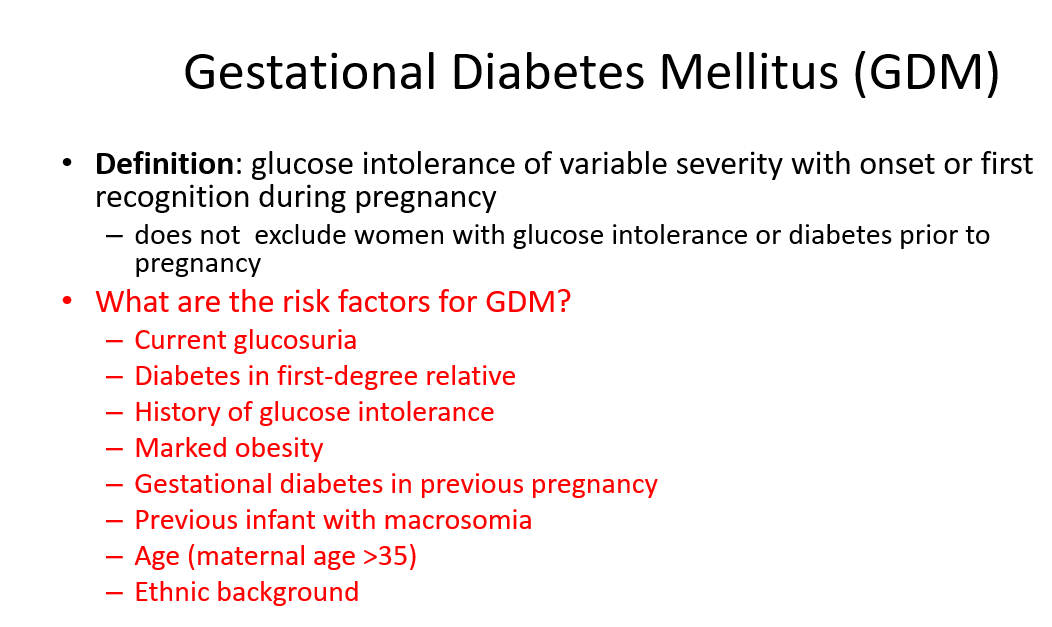 Gestational Diabetes Mellitus (GDM)
• Definition: glucose intolerance of variable severity with onset or first
recognition during pregnancy
– does not  exclude women with glucose intolerance or diabetes prior to
pregnancy
• What are the risk factors for GDM?
– Current glucosuria
– Diabetes in first-degree relative
– History of glucose intolerance
– Marked obesity
– Gestational diabetes in previous pregnancy
– Previous infant with macrosomia
– Age (maternal age >35)
– Ethnic background